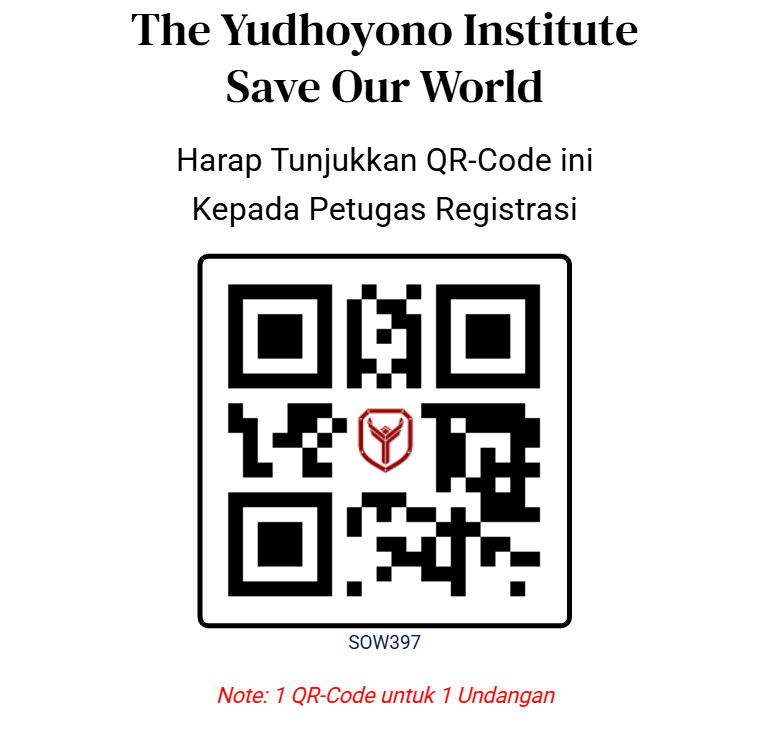 The Yudhoyono Institute
Save Our World
Harap Tunjukkan QR-Code ini
Kepada Petugas Registrasi
SOW397
Note: 1 QR-Code untuk 1 Undangan